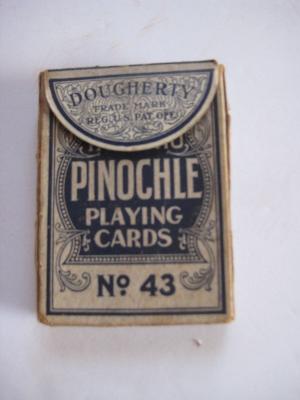 DOUGHERTY
TRADE MARK
REG. U.S. PAT. OFF.
PINOCHLE
PLAYING
CARDS
No 43